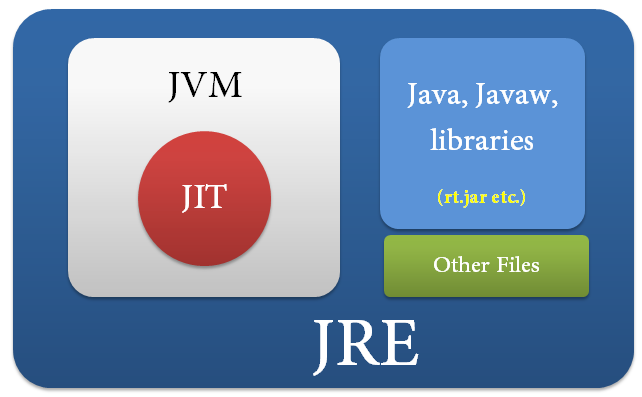 JVM
JIT
Java, Javaw,
libraries
(rt.jar etc.)
Other Files
JRE